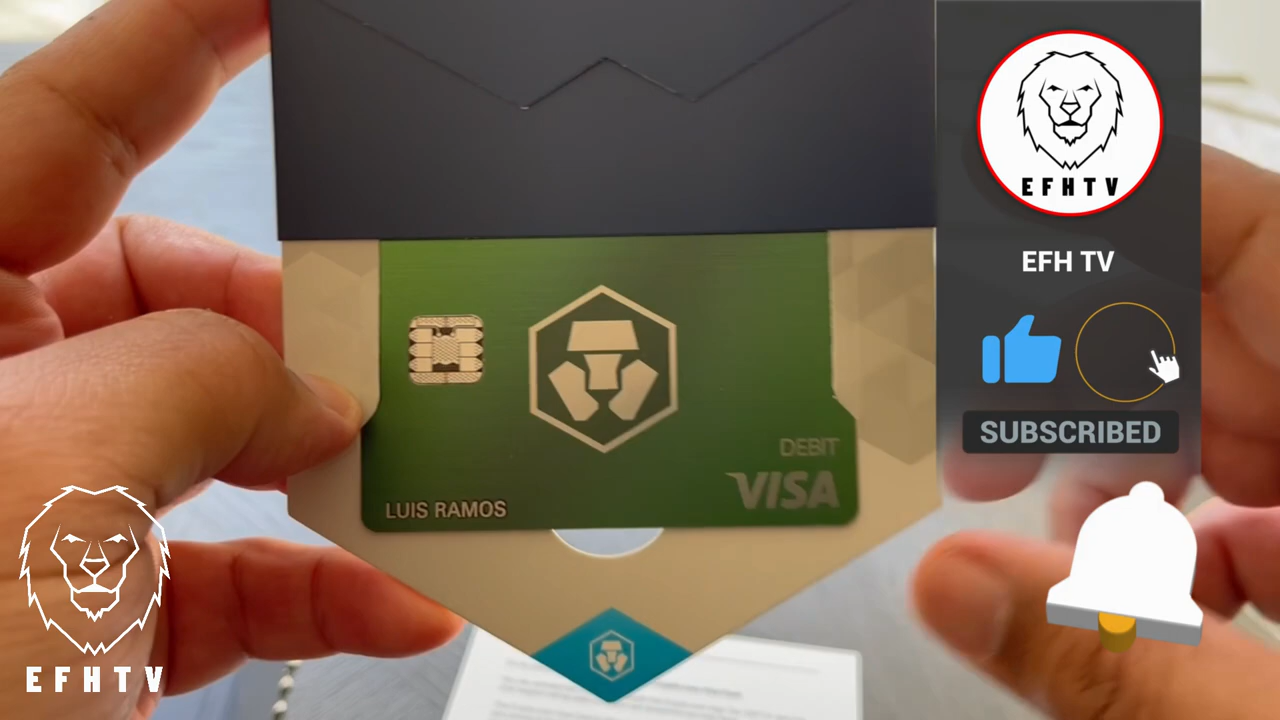 EFHTV
EFH TV
SUBSCRIBED
DEBIT
VISA
LUIS RAMOS
EFHTV